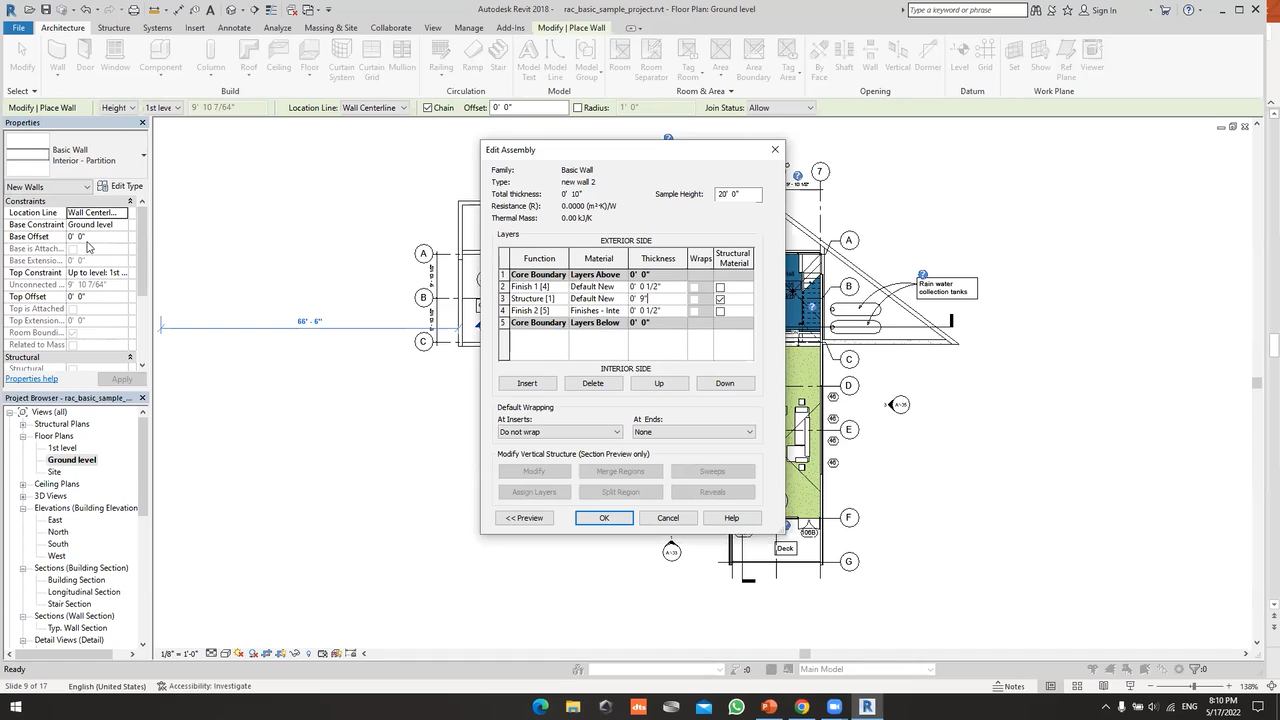 Autodesk Revit 2018 - rac_basic_sample_project.rvt - Floor Plan: Ground level
Type a keyword or phrase
Sign In
File Architecture Structure Systems Insert Annotate Analyze Massing & Site Collaborate View Manage Add-Ins Modify | Place Wall
Modify Wall Door Window Component Column Roof Ceiling Floor Curtain System Curtain Grid Mullion Railing Ramp Stair Model Text Model Line Model Group Room Room Separator Tag Room Area Area Boundary Tag Area By Face Shaft Wall Vertical Dormer Level Grid Set Show Ref Plane Viewer
Select Build Circulation Model Room & Area Opening Datum Work Plane
Modify | Place Wall Height 1st leve 9' 10 7/64" Location Line: Wall Centerline Chain Offset: 0' 0" Radius: 1' 0" Join Status: Allow
Properties
Basic Wall
Interior - Partition
New Walls Edit Type
Constraints
Location Line Wall Centerl...
Base Constraint Ground level
Base Offset 0' 0"
Base is Attach...
Base Extensio... 0' 0"
Top Constraint Up to level: 1st ...
Unconnected ... 9' 10 7/64"
Top Offset 0' 0"
Top is Attached
Top Extension... 0' 0"
Room Boundi...
Related to Mass
Structural
Structural
Properties help Apply
Project Browser - rac_basic_sample_...
Views (all)
Structural Plans
Floor Plans
1st level
Ground level
Site
Ceiling Plans
3D Views
Elevations (Building Elevation
East
North
South
West
Sections (Building Section)
Building Section
Longitudinal Section
Stair Section
Sections (Wall Section)
Typ. Wall Section
Detail Views (Detail)
66' - 6"
A
B
C
Edit Assembly
Family: Basic Wall
Type: new wall 2
Total thickness: 0' 10" Sample Height: 20' 0"
Resistance (R): 0.0000 (m²·K)/W
Thermal Mass: 0.00 kJ/K
Layers
EXTERIOR SIDE
Function Material Thickness Wraps Structural Material
1 Core Boundary Layers Above 0' 0"
2 Finish 1 [4] Default New 0' 0 1/2"
3 Structure [1] Default New 0' 9"
4 Finish 2 [5] Finishes - Inte 0' 0 1/2"
5 Core Boundary Layers Below 0' 0"
INTERIOR SIDE
Insert Delete Up Down
Default Wrapping
At Inserts: At Ends:
Do not wrap None
Modify Vertical Structure (Section Preview only)
Modify Merge Regions Sweeps
Assign Layers Split Region Reveals
<< Preview OK Cancel Help
7
A
B
C
D
E
F
G
Rain water
collection tanks
Deck
1/8" = 1'-0"
Ready
:0 Main Model :0
Slide 9 of 17 English (United States) Accessibility: Investigate Notes 138%
dts
8:10 PM
5/17/2022